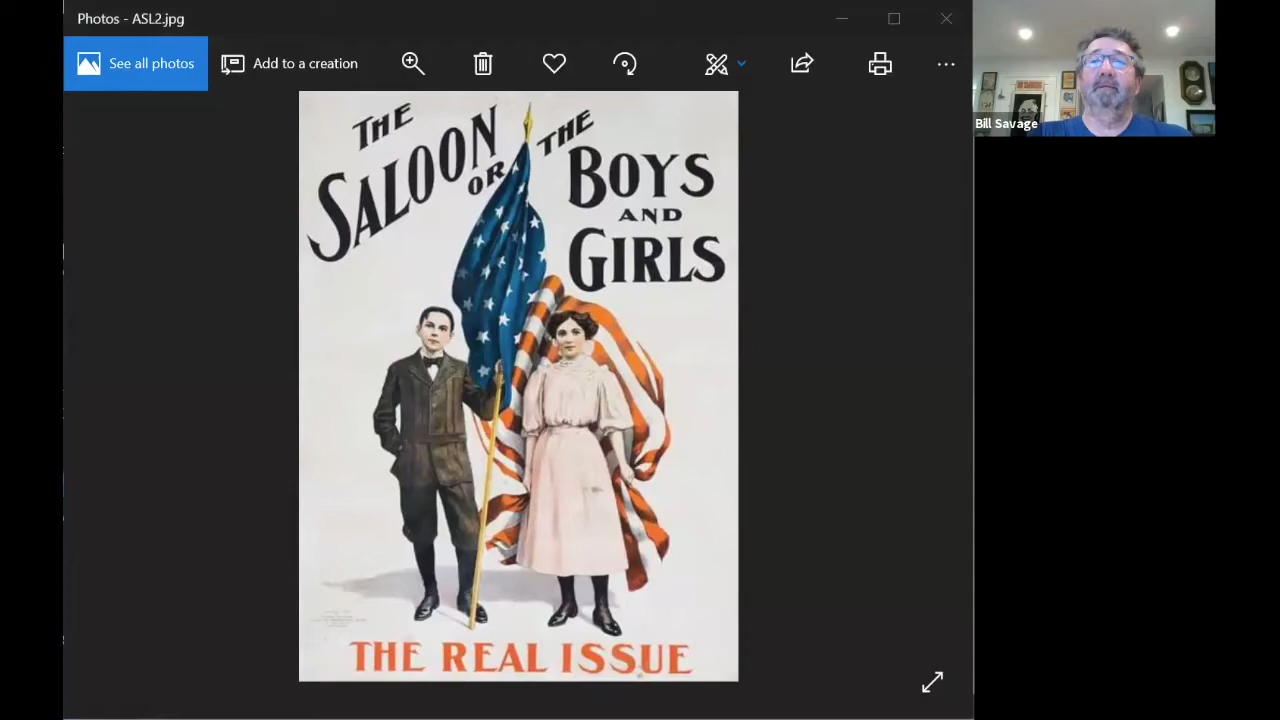 Photos - ASL2.jpg
See all photos
Add to a creation
THE
SALOON
OR
THE
BOYS
AND
GIRLS
THE REAL ISSUE
Bill Savage